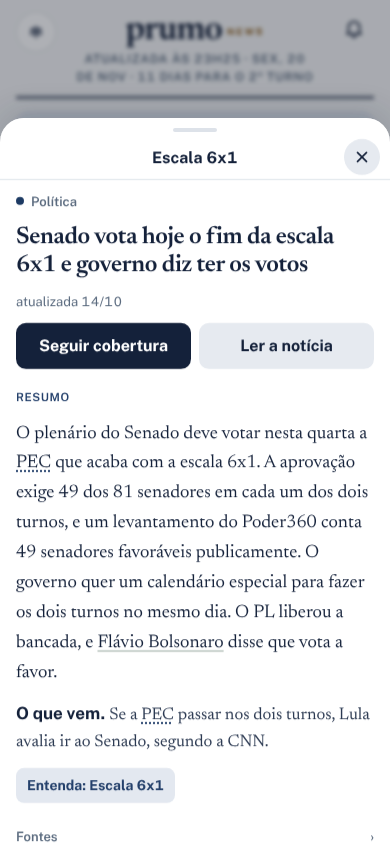 prumo NEWS
ATUALIZADA ÀS 23H25 · SEX, 20
DE NOV · 11 DIAS PARA O 2º TURNO
Escala 6x1
Política
Senado vota hoje o fim da escala
6x1 e governo diz ter os votos
atualizada 14/10
Seguir cobertura
Ler a notícia
RESUMO
O plenário do Senado deve votar nesta quarta a
PEC que acaba com a escala 6x1. A aprovação
exige 49 dos 81 senadores em cada um dos dois
turnos, e um levantamento do Poder360 conta
49 senadores favoráveis publicamente. O
governo quer um calendário especial para fazer
os dois turnos no mesmo dia. O PL liberou a
bancada, e Flávio Bolsonaro disse que vota a
favor.
O que vem. Se a PEC passar nos dois turnos, Lula
avalia ir ao Senado, segundo a CNN.
Entenda: Escala 6x1
Fontes ›